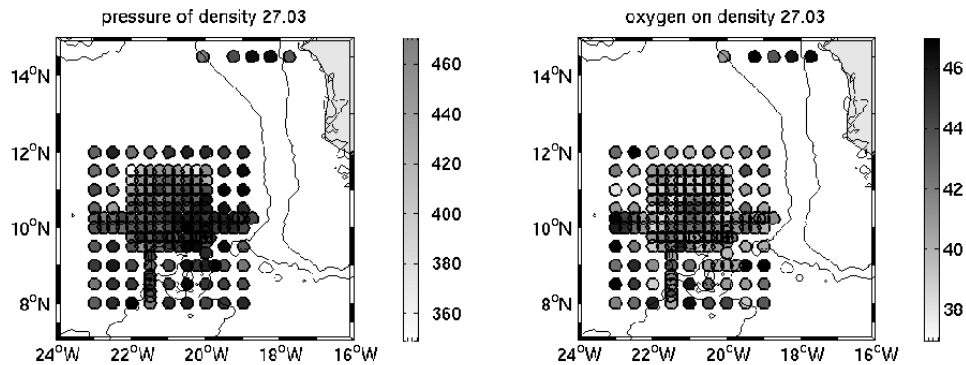 pressure of density 27.03
oxygen on density 27.03
14°N
12°N
10°N
8°N
24°W 22°W 20°W 18°W 16°W
460
440
420
400
380
360
14°N
12°N
10°N
8°N
24°W 22°W 20°W 18°W 16°W
46
44
42
40
38